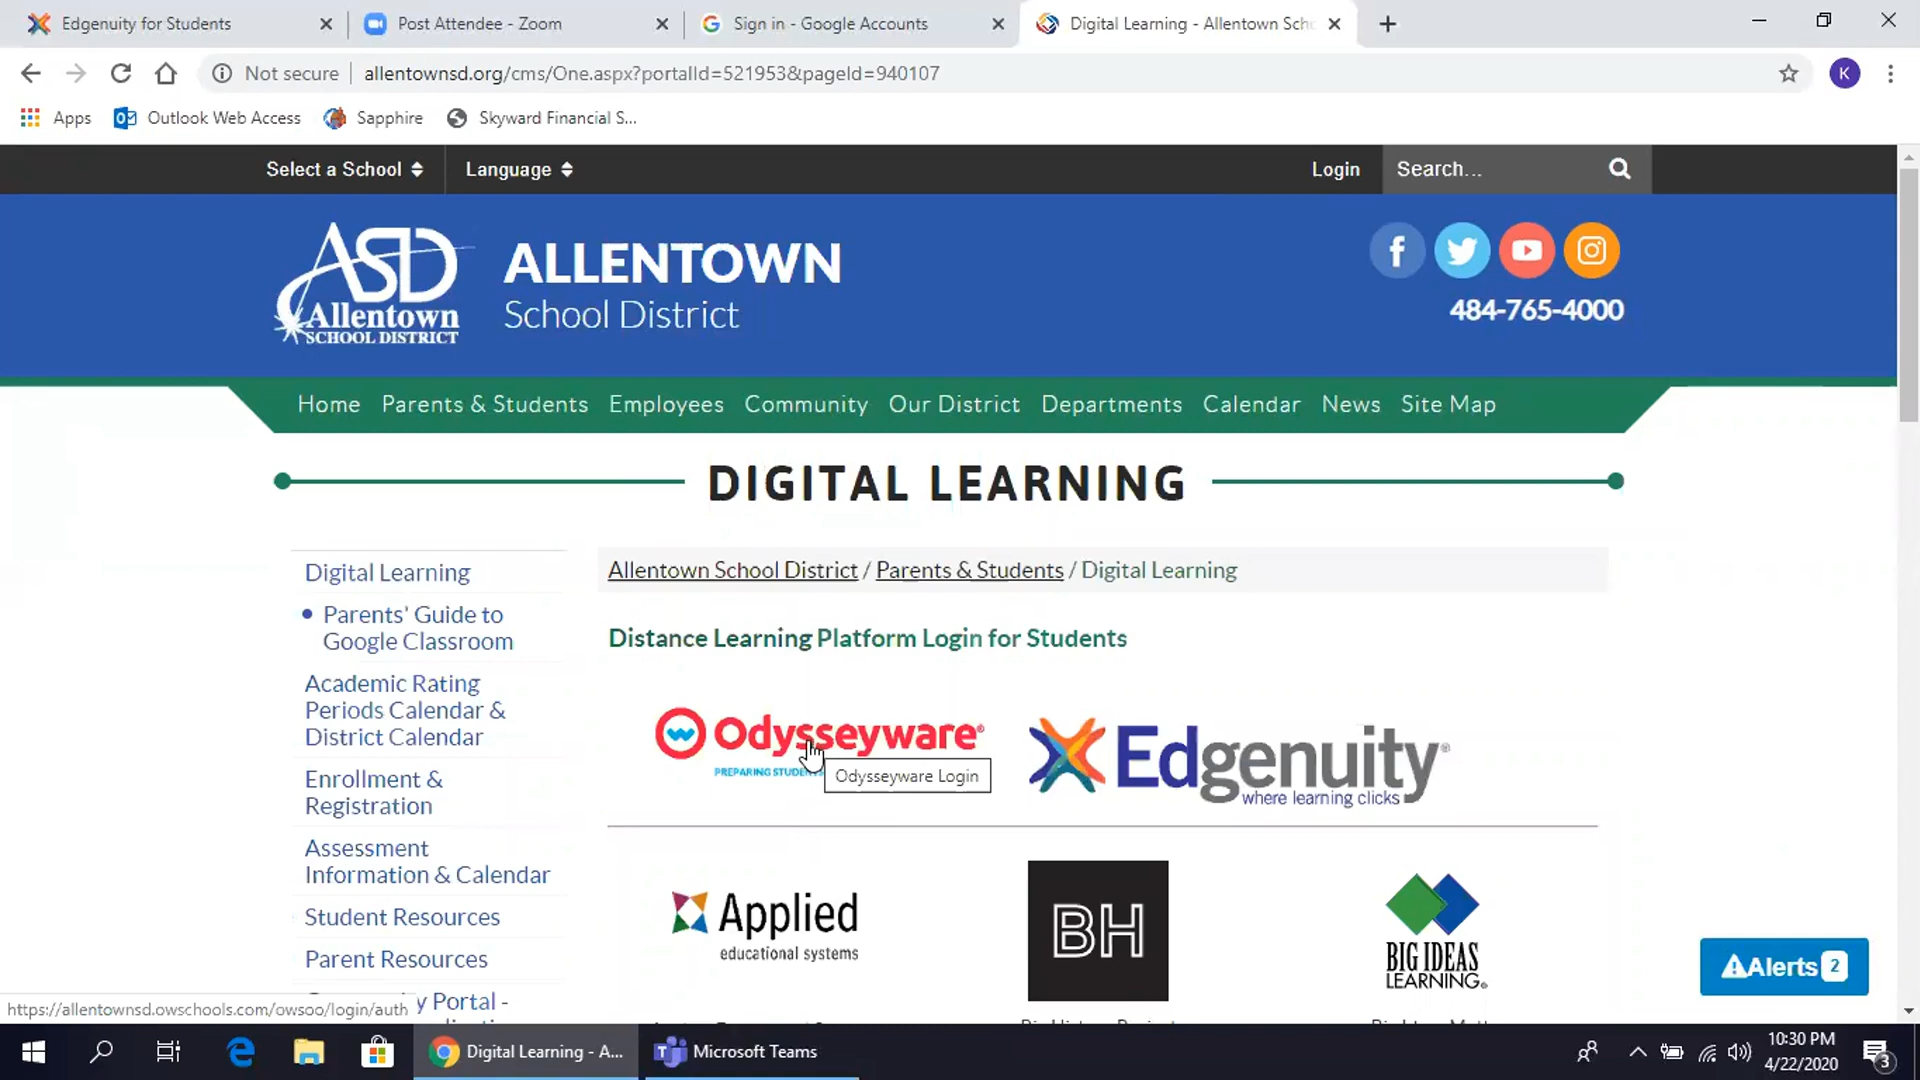 Edgenuity for Students
Post Attendee - Zoom
Sign in - Google Accounts
Digital Learning - Allentown Scho
Not secure
allentownsd.org/cms/One.aspx?portalId=521953&pageId=940107
K
Apps
Outlook Web Access
Sapphire
Skyward Financial S...
Select a School
Language
Login
Search...
ASD
Allentown
SCHOOL DISTRICT
ALLENTOWN
School District
484-765-4000
Home
Parents & Students
Employees
Community
Our District
Departments
Calendar
News
Site Map
DIGITAL LEARNING
Digital Learning
Parents' Guide to
Google Classroom
Academic Rating
Periods Calendar &
District Calendar
Enrollment &
Registration
Assessment
Information & Calendar
Student Resources
Parent Resources
y Portal -
Allentown School District / Parents & Students / Digital Learning
Distance Learning Platform Login for Students
Odysseyware®
PREPARING STUDENTS
Odysseyware Login
Edgenuity®
where learning clicks
Applied
educational systems
BH
BIG IDEAS
LEARNING®
Alerts 2
https://allentownsd.owschools.com/owsoo/login/auth
Digital Learning - A...
Microsoft Teams
10:30 PM
4/22/2020
3